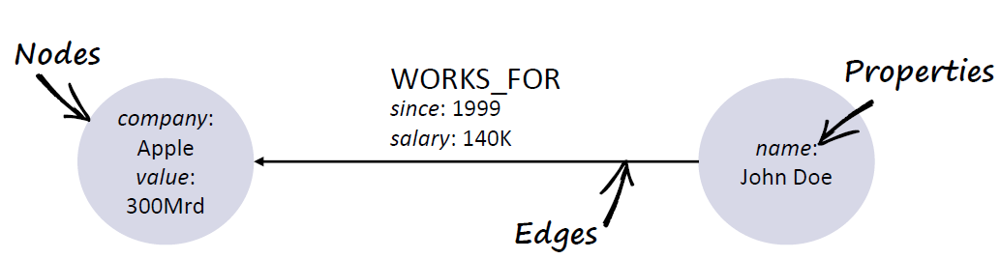 Nodes
company:
Apple
value:
300Mrd
WORKS_FOR
since: 1999
salary: 140K
Edges
Properties
name:
John Doe